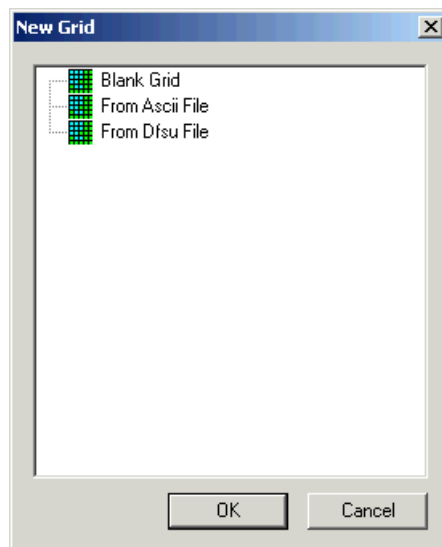 New Grid
Blank Grid
From Ascii File
From Dfsu File
OK Cancel